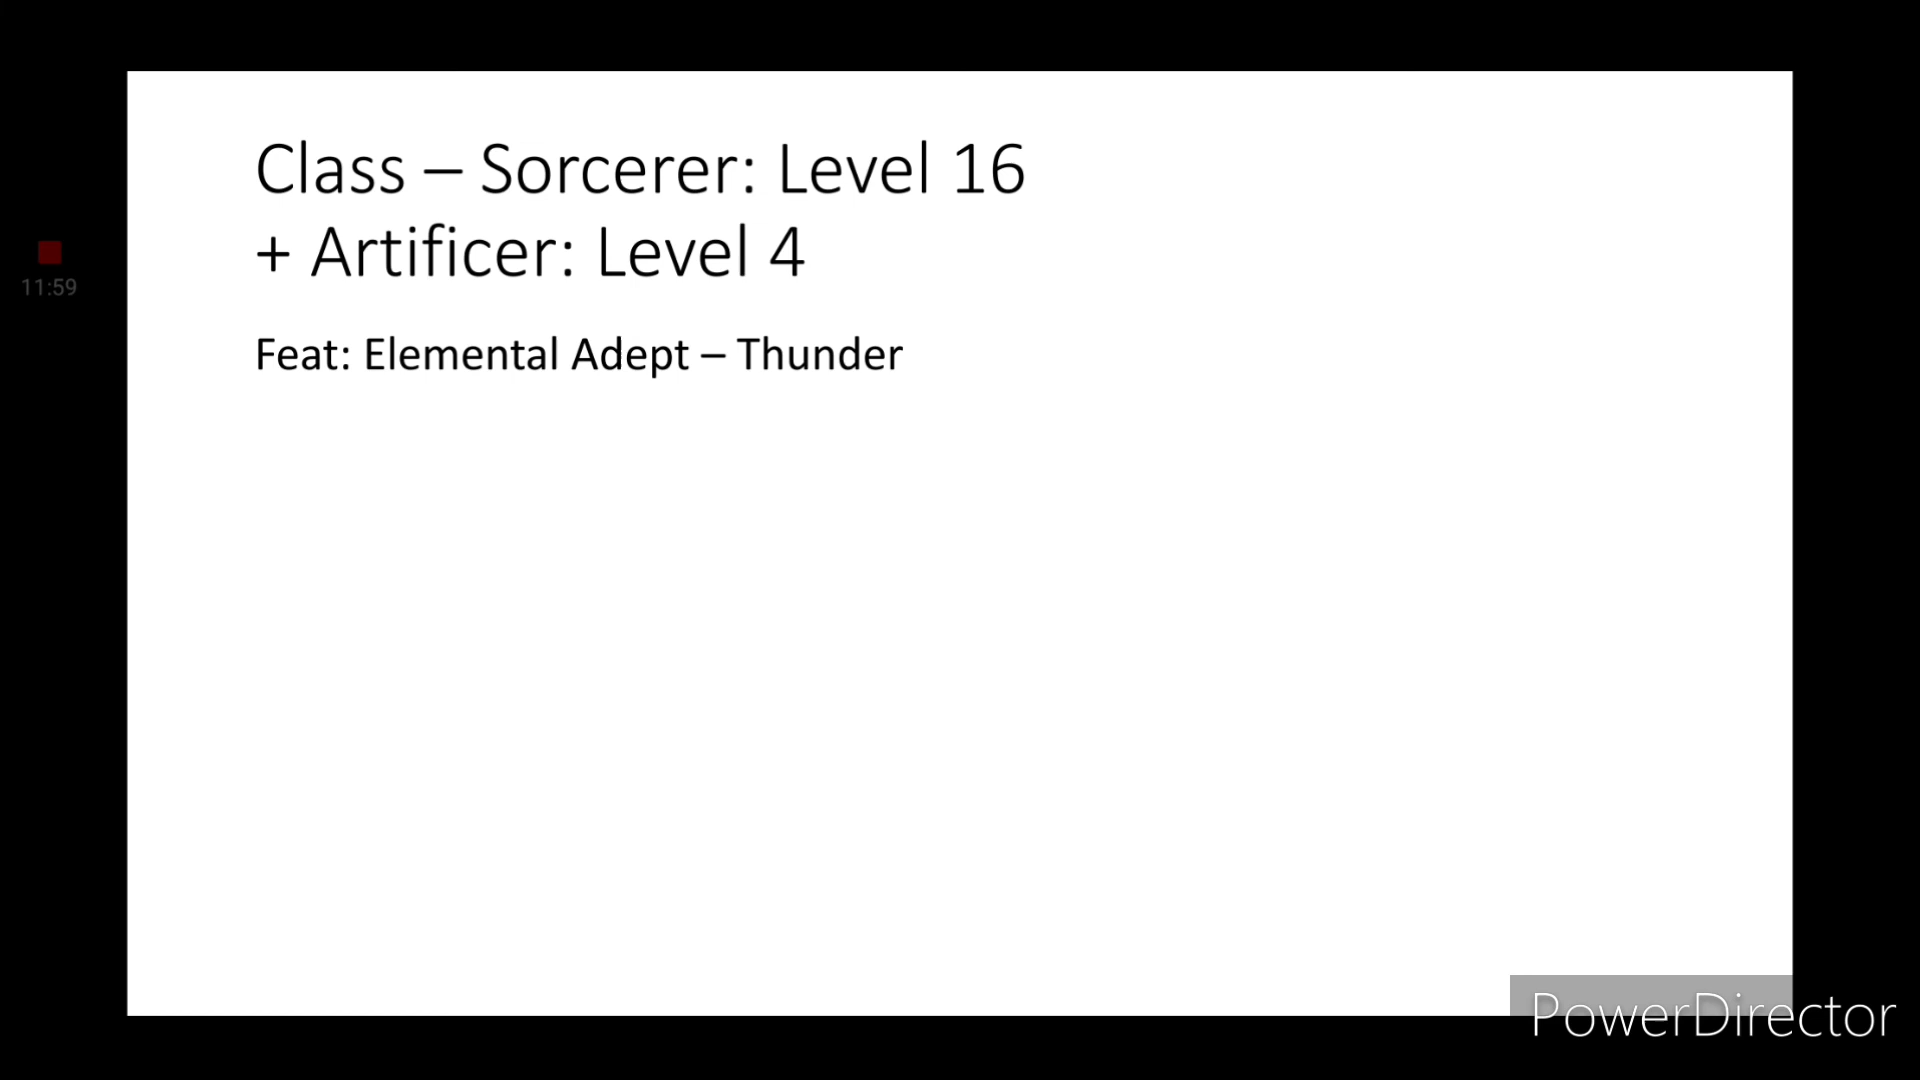 Class – Sorcerer: Level 16
+ Artificer: Level 4
11:59
Feat: Elemental Adept – Thunder
PowerDirector